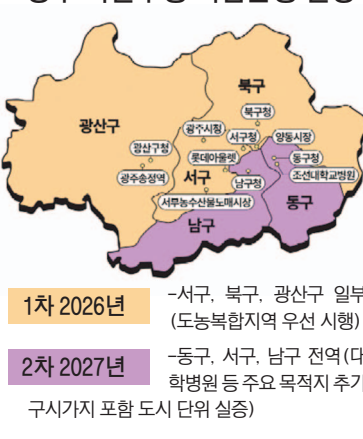 북구
북구청
광산구
광주시청
서구청
양동시장
광산구청
롯데아울렛
동구청
광주송정역
서구
남구청
조선대학교병원
서부농수산물도매시장
동구
남구
1차 2026년
-서구, 북구, 광산구 일부
(도농복합지역 우선 시행)
2차 2027년
-동구, 서구, 남구 전역(대
학병원 등 주요 목적지 추가
구시가지 포함 도시 단위 실증)